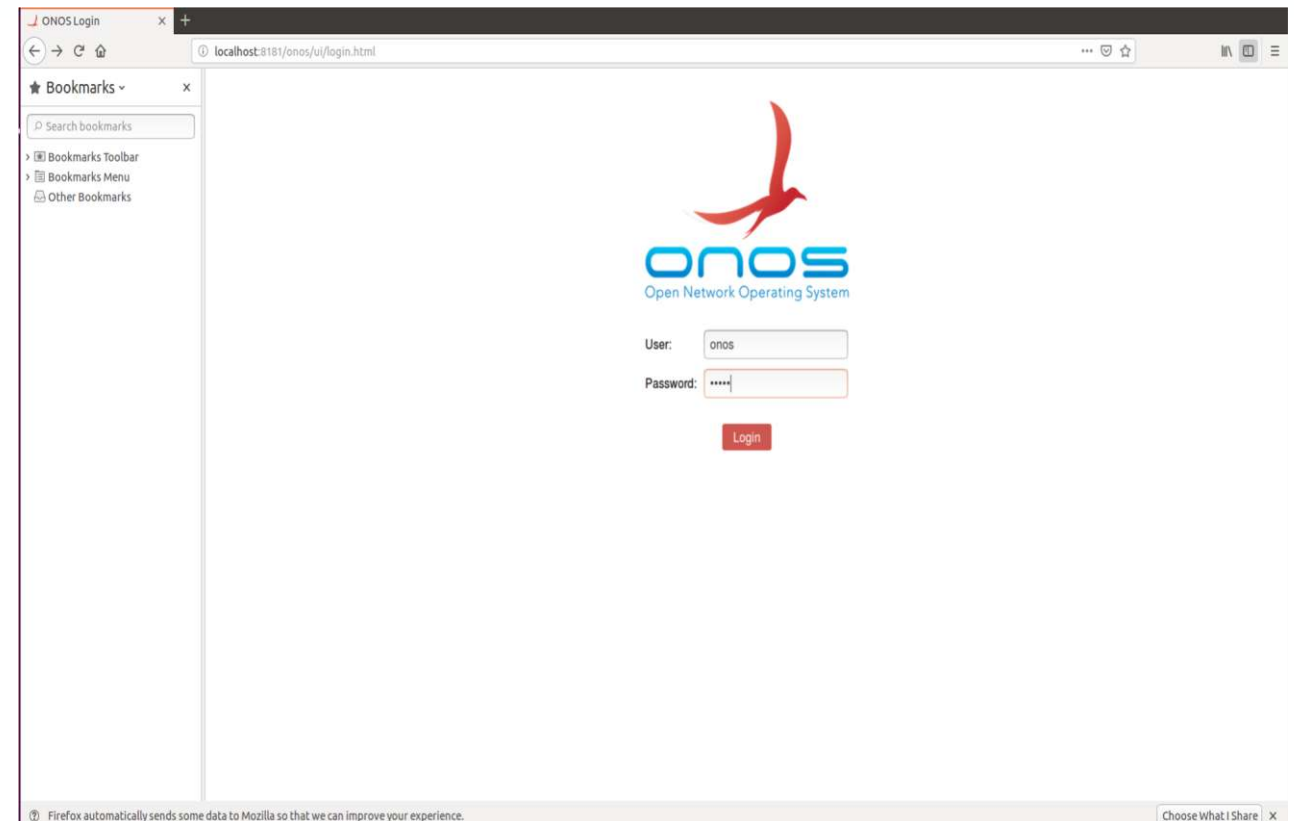 ONOS Login
localhost:8181/onos/ui/login.html
Bookmarks
Search bookmarks
Bookmarks Toolbar
Bookmarks Menu
Other Bookmarks
onos
Open Network Operating System
User: onos
Password: •••••
Login
Firefox automatically sends some data to Mozilla so that we can improve your experience.
Choose What I Share